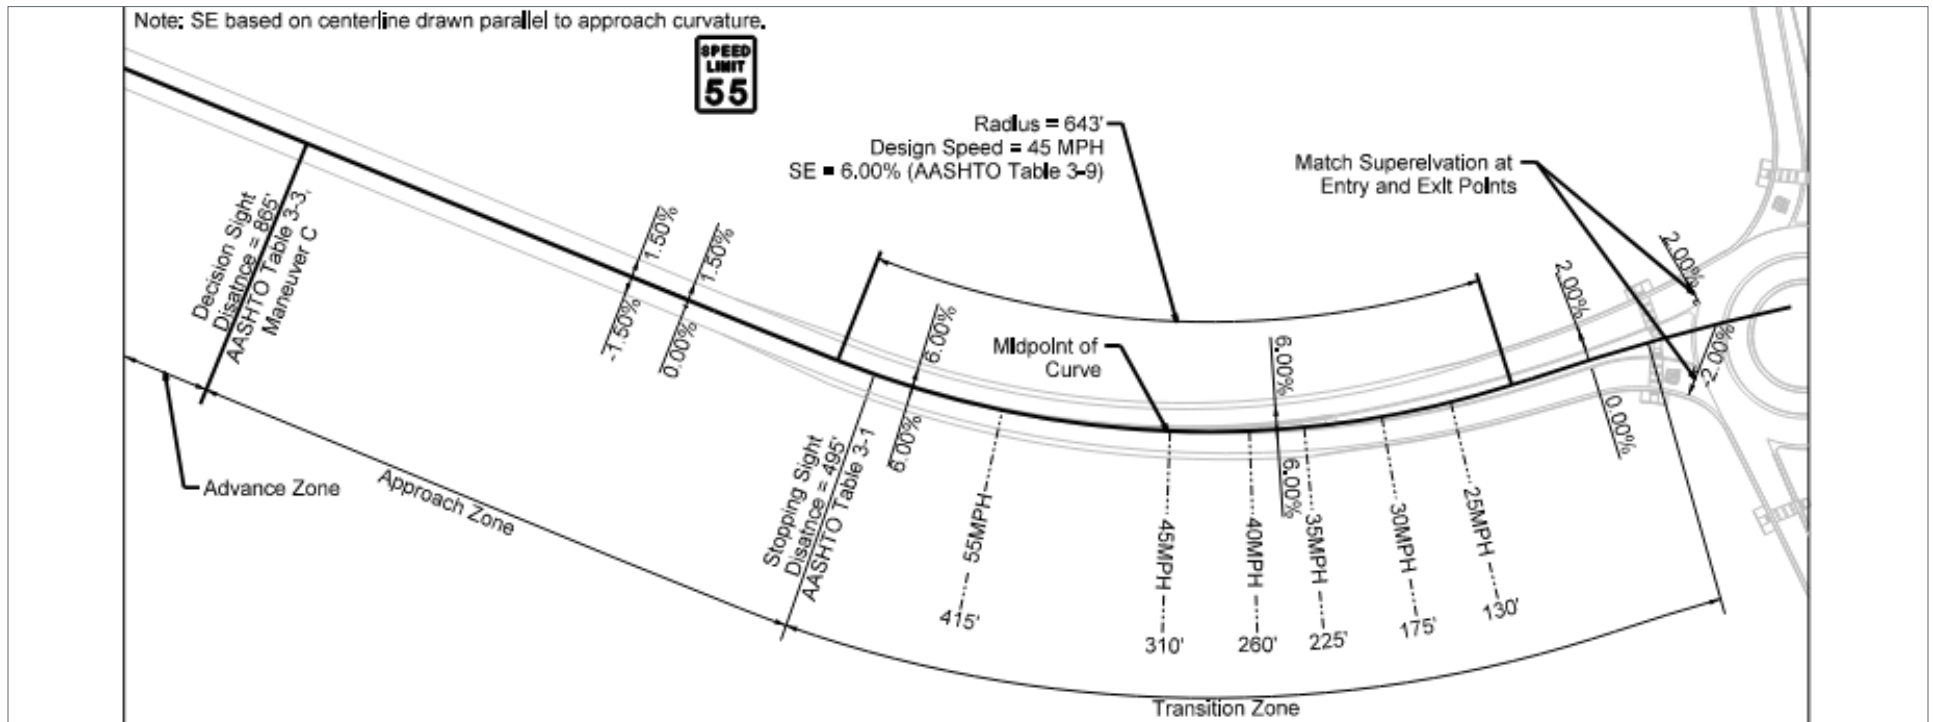 Note: SE based on centerline drawn parallel to approach curvature.
SPEED
LIMIT
55
Radius = 643'
Design Speed = 45 MPH
SE = 6.00% (AASHTO Table 3-9)
Match Superelvation at
Entry and Exit Points
Decision Sight
Disatnce = 865'
AASHTO Table 3-3,
Maneuver C
1.50%
-1.50%
1.50%
0.00%
6.00%
6.00%
Midpoint of
Curve
6.00%
6.00%
2.00%
0.00%
2.00%
-2.00%
Advance Zone
Approach Zone
Stopping Sight
Disatnce = 495'
AASHTO Table 3-1
55MPH
415'
45MPH
310'
40MPH
260'
35MPH
225'
30MPH
175'
25MPH
130'
Transition Zone